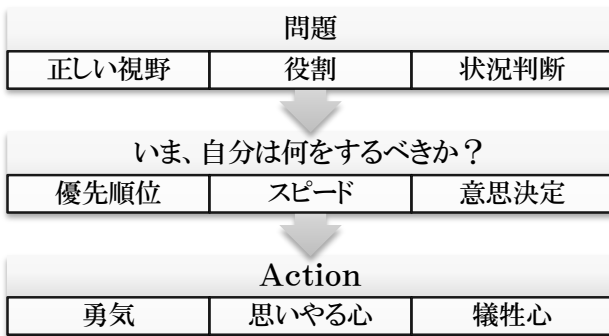 問題
正しい視野 役割 状況判断
いま、自分は何をするべきか？
優先順位 スピード 意思決定
Action
勇気 思いやる心 犠牲心